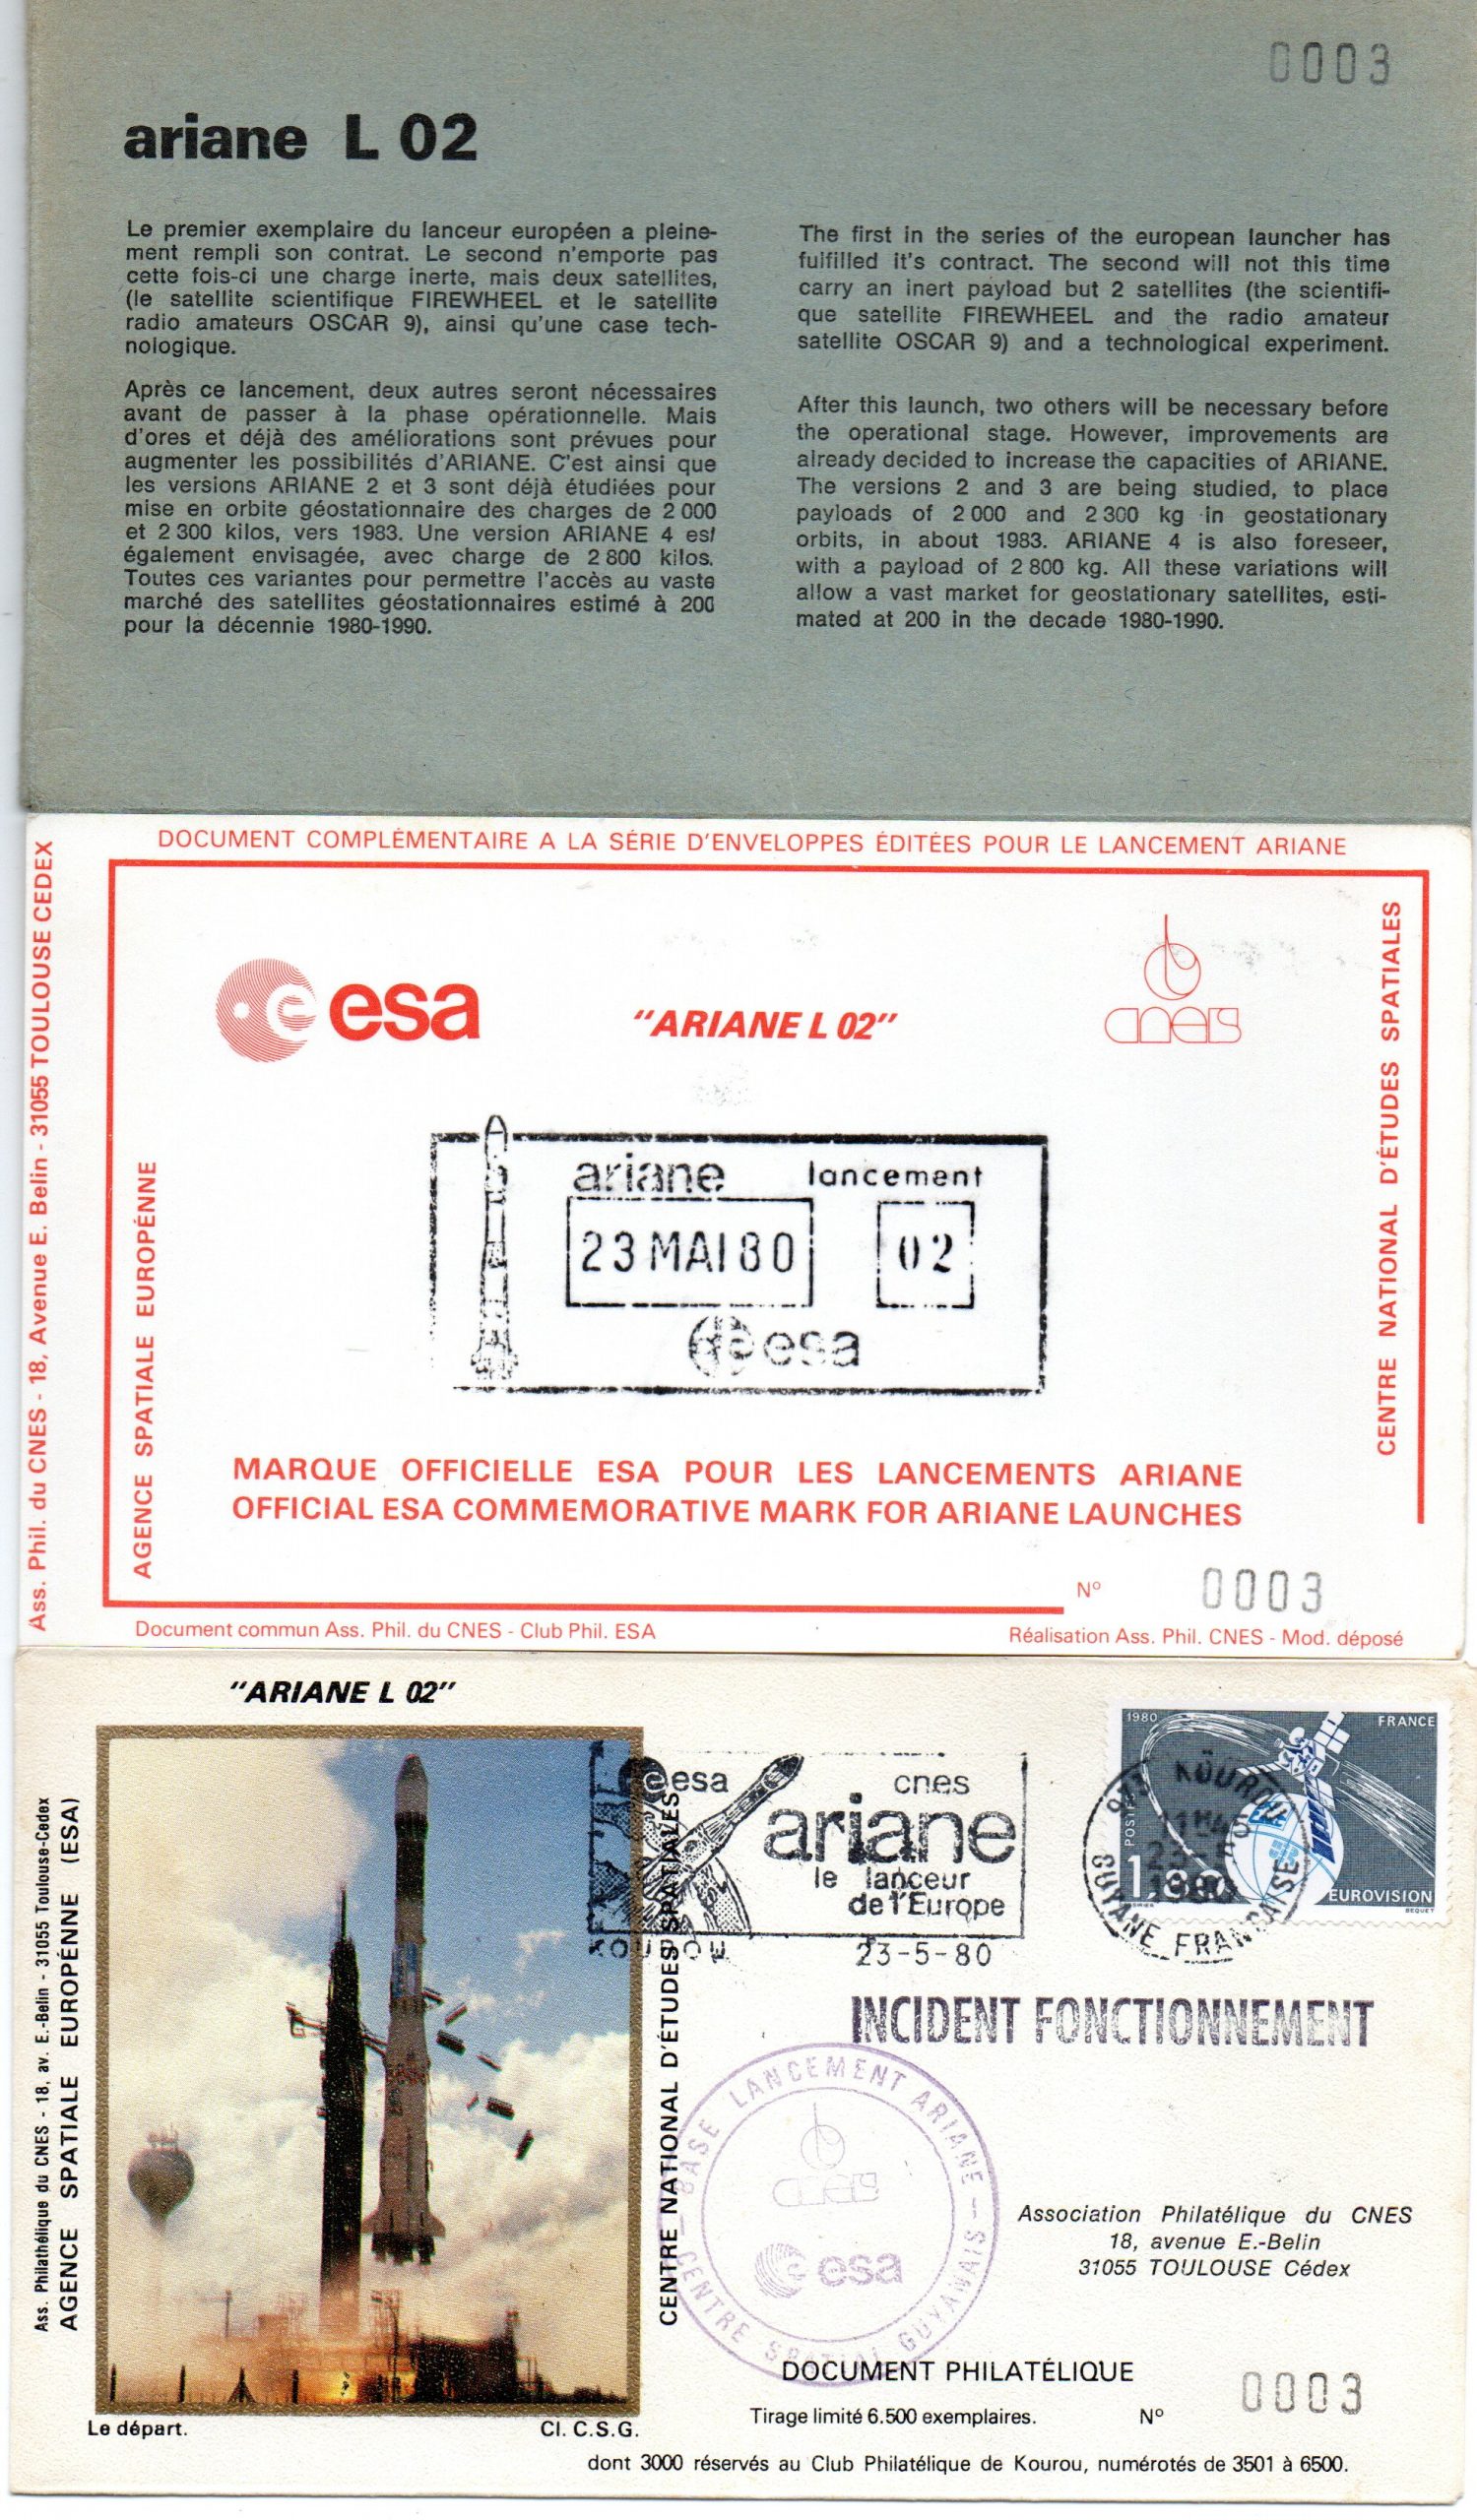 0003
ariane L 02
Le premier exemplaire du lanceur européen a pleine-
ment rempli son contrat. Le second n'emporte pas
cette fois-ci une charge inerte, mais deux satellites,
(le satellite scientifique FIREWHEEL et le satellite
radio amateurs OSCAR 9), ainsi qu'une case tech-
nologique.
Après ce lancement, deux autres seront nécessaires
avant de passer à la phase opérationnelle. Mais
d'ores et déjà des améliorations sont prévues pour
augmenter les possibilités d'ARIANE. C'est ainsi que
les versions ARIANE 2 et 3 sont déjà étudiées pour
mise en orbite géostationnaire des charges de 2 000
et 2 300 kilos, vers 1983. Une version ARIANE 4 est
également envisagée, avec charge de 2 800 kilos.
Toutes ces variantes pour permettre l'accès au vaste
marché des satellites géostationnaires estimé à 200
pour la décennie 1980-1990.
The first in the series of the european launcher has
fulfilled it's contract. The second will not this time
carry an inert payload but 2 satellites (the scientifi-
que satellite FIREWHEEL and the radio amateur
satellite OSCAR 9) and a technological experiment.
After this launch, two others will be necessary before
the operational stage. However, improvements are
already decided to increase the capacities of ARIANE.
The versions 2 and 3 are being studied, to place
payloads of 2 000 and 2 300 kg in geostationary
orbits, in about 1983. ARIANE 4 is also foreseer,
with a payload of 2 800 kg. All these variations will
allow a vast market for geostationary satellites, esti-
mated at 200 in the decade 1980-1990.
DOCUMENT COMPLÉMENTAIRE A LA SÉRIE D'ENVELOPPES ÉDITÉES POUR LE LANCEMENT ARIANE
Ass. Phil. du CNES - 18, Avenue E. Belin - 31055 TOULOUSE CEDEX
AGENCE SPATIALE EUROPÉNNE
esa
"ARIANE L 02"
cnes
CENTRE NATIONAL D'ÉTUDES SPATIALES
ariane lancement
23 MAI 80 02
esa
MARQUE OFFICIELLE ESA POUR LES LANCEMENTS ARIANE
OFFICIAL ESA COMMEMORATIVE MARK FOR ARIANE LAUNCHES
N° 0003
Document commun Ass. Phil. du CNES - Club Phil. ESA
Réalisation Ass. Phil. CNES - Mod. déposé
"ARIANE L 02"
Ass. Philathélique du CNES - 18, av. E.-Belin - 31055 Toulouse-Cedex
AGENCE SPATIALE EUROPÉNNE (ESA)
CENTRE NATIONAL D'ÉTUDES SPATIALES
esa cnes
ariane
le lanceur
de l'Europe
KOUROU 23-5-80
1980 FRANCE
1,80
EUROVISION
BEQUET
KOUROU
1980
GUYANE FRANÇAISE
INCIDENT FONCTIONNEMENT
BASE LANCEMENT ARIANE
cnes
esa
CENTRE SPATIAL GUYANAIS
Association Philatélique du CNES
18, avenue E.-Belin
31055 TOULOUSE Cédex
DOCUMENT PHILATÉLIQUE
Tirage limité 6.500 exemplaires. N° 0003
Le départ. Cl. C.S.G.
dont 3000 réservés au Club Philatélique de Kourou, numérotés de 3501 à 6500.